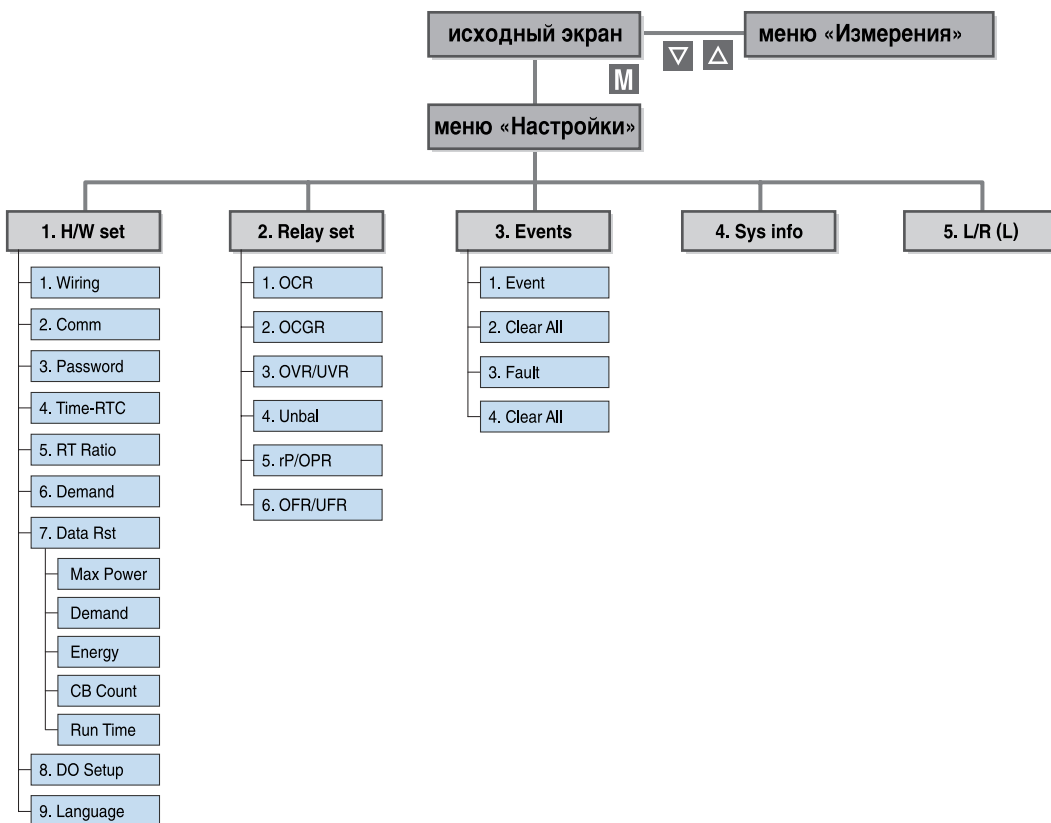 исходный экран
меню «Измерения»
M
меню «Настройки»
1. H/W set
2. Relay set
3. Events
4. Sys info
5. L/R (L)
1. Wiring
2. Comm
3. Password
4. Time-RTC
5. RT Ratio
6. Demand
7. Data Rst
Max Power
Demand
Energy
CB Count
Run Time
8. DO Setup
9. Language
1. OCR
2. OCGR
3. OVR/UVR
4. Unbal
5. rP/OPR
6. OFR/UFR
1. Event
2. Clear All
3. Fault
4. Clear All